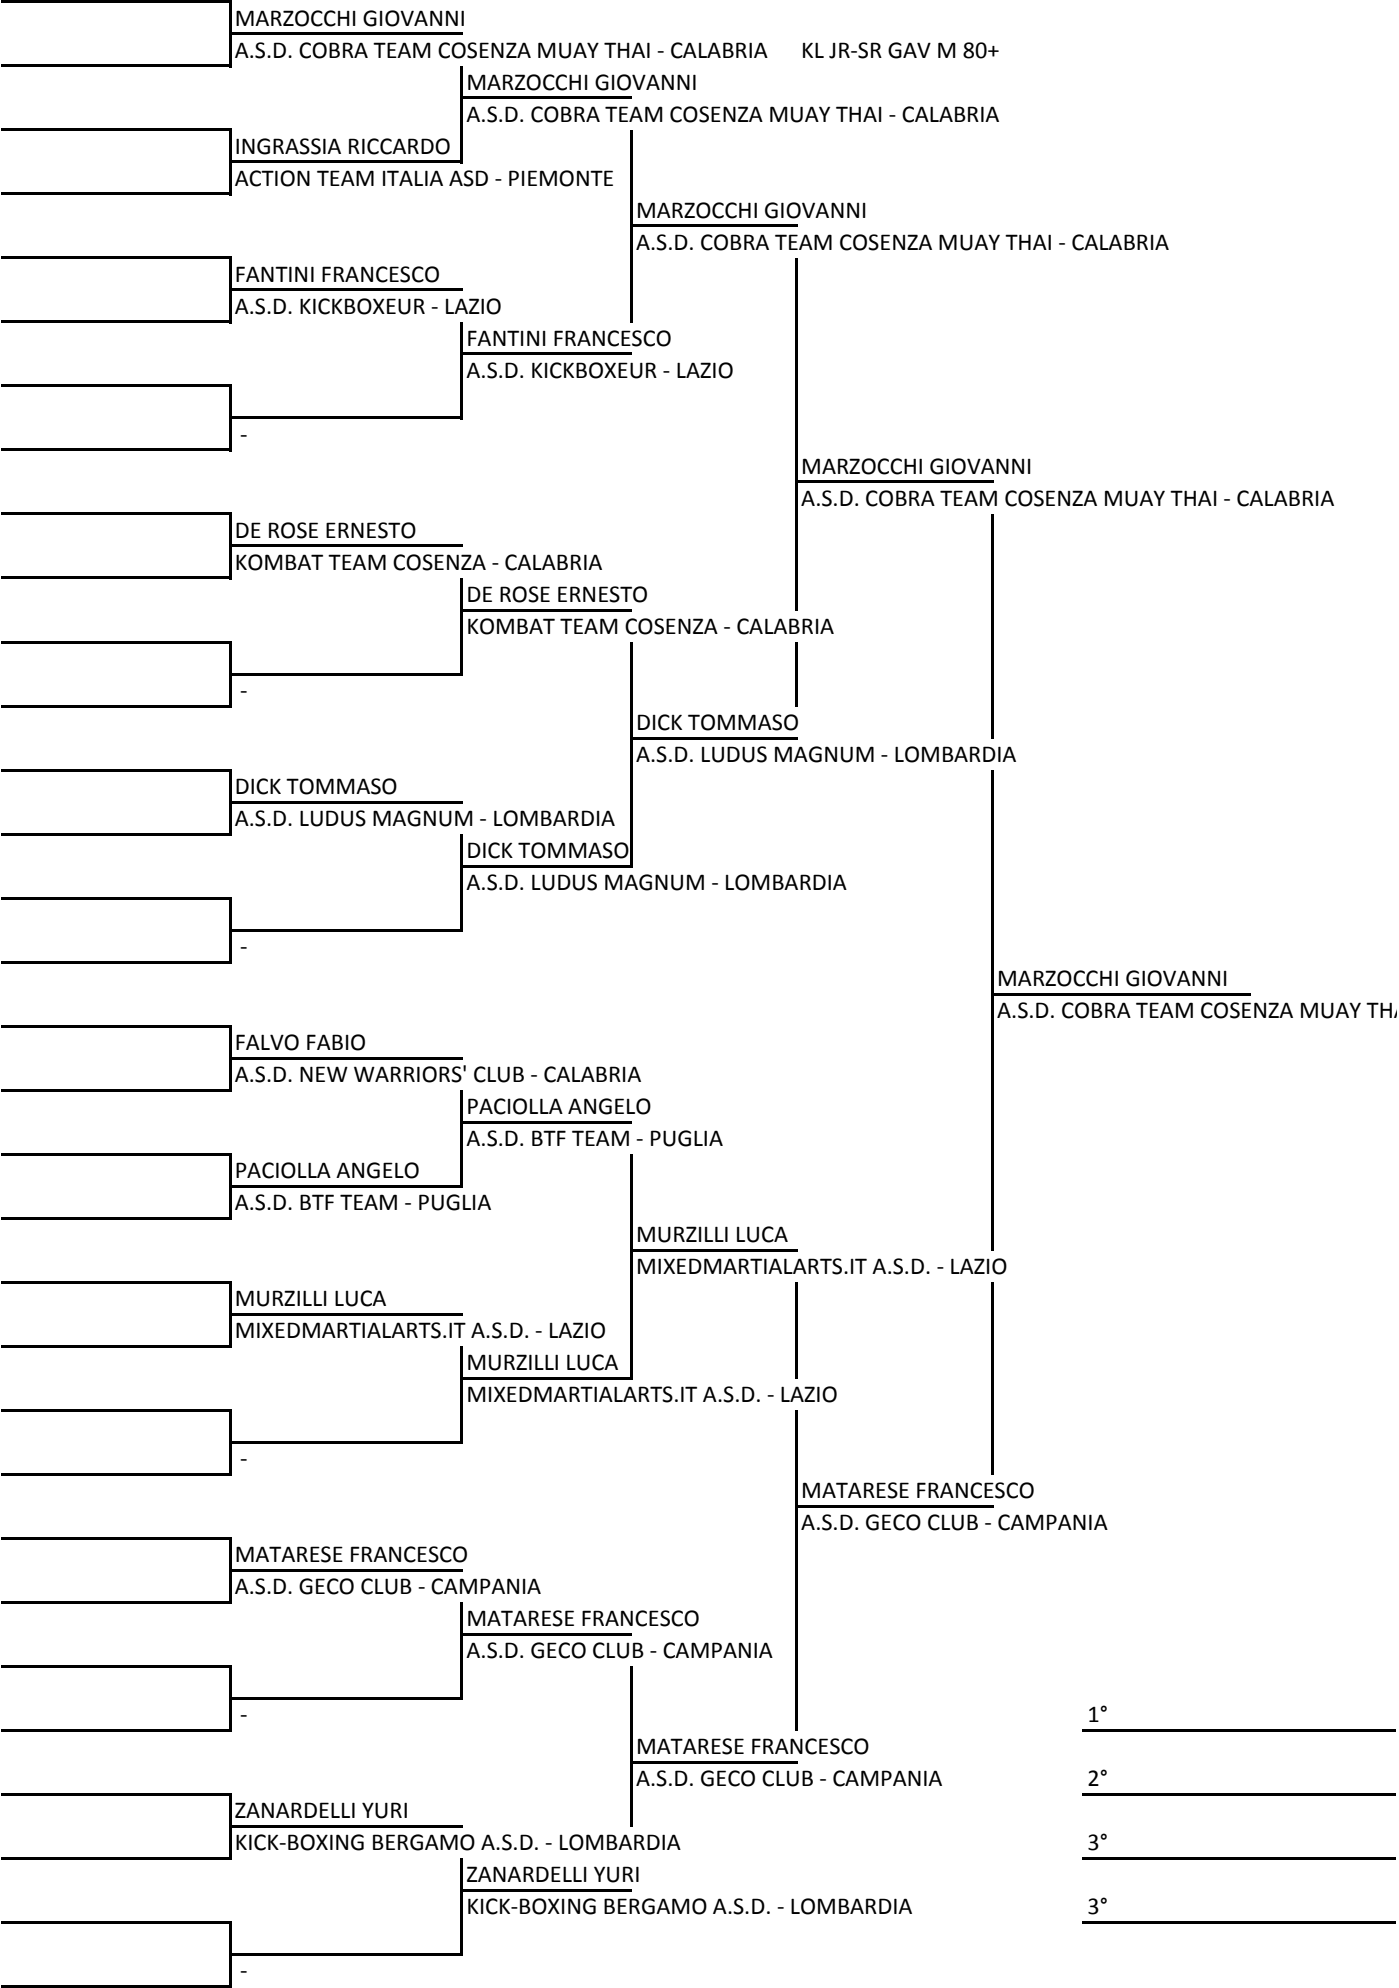 MARZOCCHI GIOVANNI
A.S.D. COBRA TEAM COSENZA MUAY THAI - CALABRIA KL JR-SR GAV M 80+
MARZOCCHI GIOVANNI
A.S.D. COBRA TEAM COSENZA MUAY THAI - CALABRIA
INGRASSIA RICCARDO
ACTION TEAM ITALIA ASD - PIEMONTE
MARZOCCHI GIOVANNI
A.S.D. COBRA TEAM COSENZA MUAY THAI - CALABRIA
FANTINI FRANCESCO
A.S.D. KICKBOXEUR - LAZIO
FANTINI FRANCESCO
A.S.D. KICKBOXEUR - LAZIO
-
MARZOCCHI GIOVANNI
A.S.D. COBRA TEAM COSENZA MUAY THAI - CALABRIA
DE ROSE ERNESTO
KOMBAT TEAM COSENZA - CALABRIA
DE ROSE ERNESTO
KOMBAT TEAM COSENZA - CALABRIA
-
DICK TOMMASO
A.S.D. LUDUS MAGNUM - LOMBARDIA
DICK TOMMASO
A.S.D. LUDUS MAGNUM - LOMBARDIA
DICK TOMMASO
A.S.D. LUDUS MAGNUM - LOMBARDIA
-
MARZOCCHI GIOVANNI
A.S.D. COBRA TEAM COSENZA MUAY THA
FALVO FABIO
A.S.D. NEW WARRIORS' CLUB - CALABRIA
PACIOLLA ANGELO
A.S.D. BTF TEAM - PUGLIA
PACIOLLA ANGELO
A.S.D. BTF TEAM - PUGLIA
MURZILLI LUCA
MIXEDMARTIALARTS.IT A.S.D. - LAZIO
MURZILLI LUCA
MIXEDMARTIALARTS.IT A.S.D. - LAZIO
MURZILLI LUCA
MIXEDMARTIALARTS.IT A.S.D. - LAZIO
-
MATARESE FRANCESCO
A.S.D. GECO CLUB - CAMPANIA
MATARESE FRANCESCO
A.S.D. GECO CLUB - CAMPANIA
MATARESE FRANCESCO
A.S.D. GECO CLUB - CAMPANIA
-
1°
MATARESE FRANCESCO
A.S.D. GECO CLUB - CAMPANIA
2°
ZANARDELLI YURI
KICK-BOXING BERGAMO A.S.D. - LOMBARDIA
3°
ZANARDELLI YURI
KICK-BOXING BERGAMO A.S.D. - LOMBARDIA
3°
-